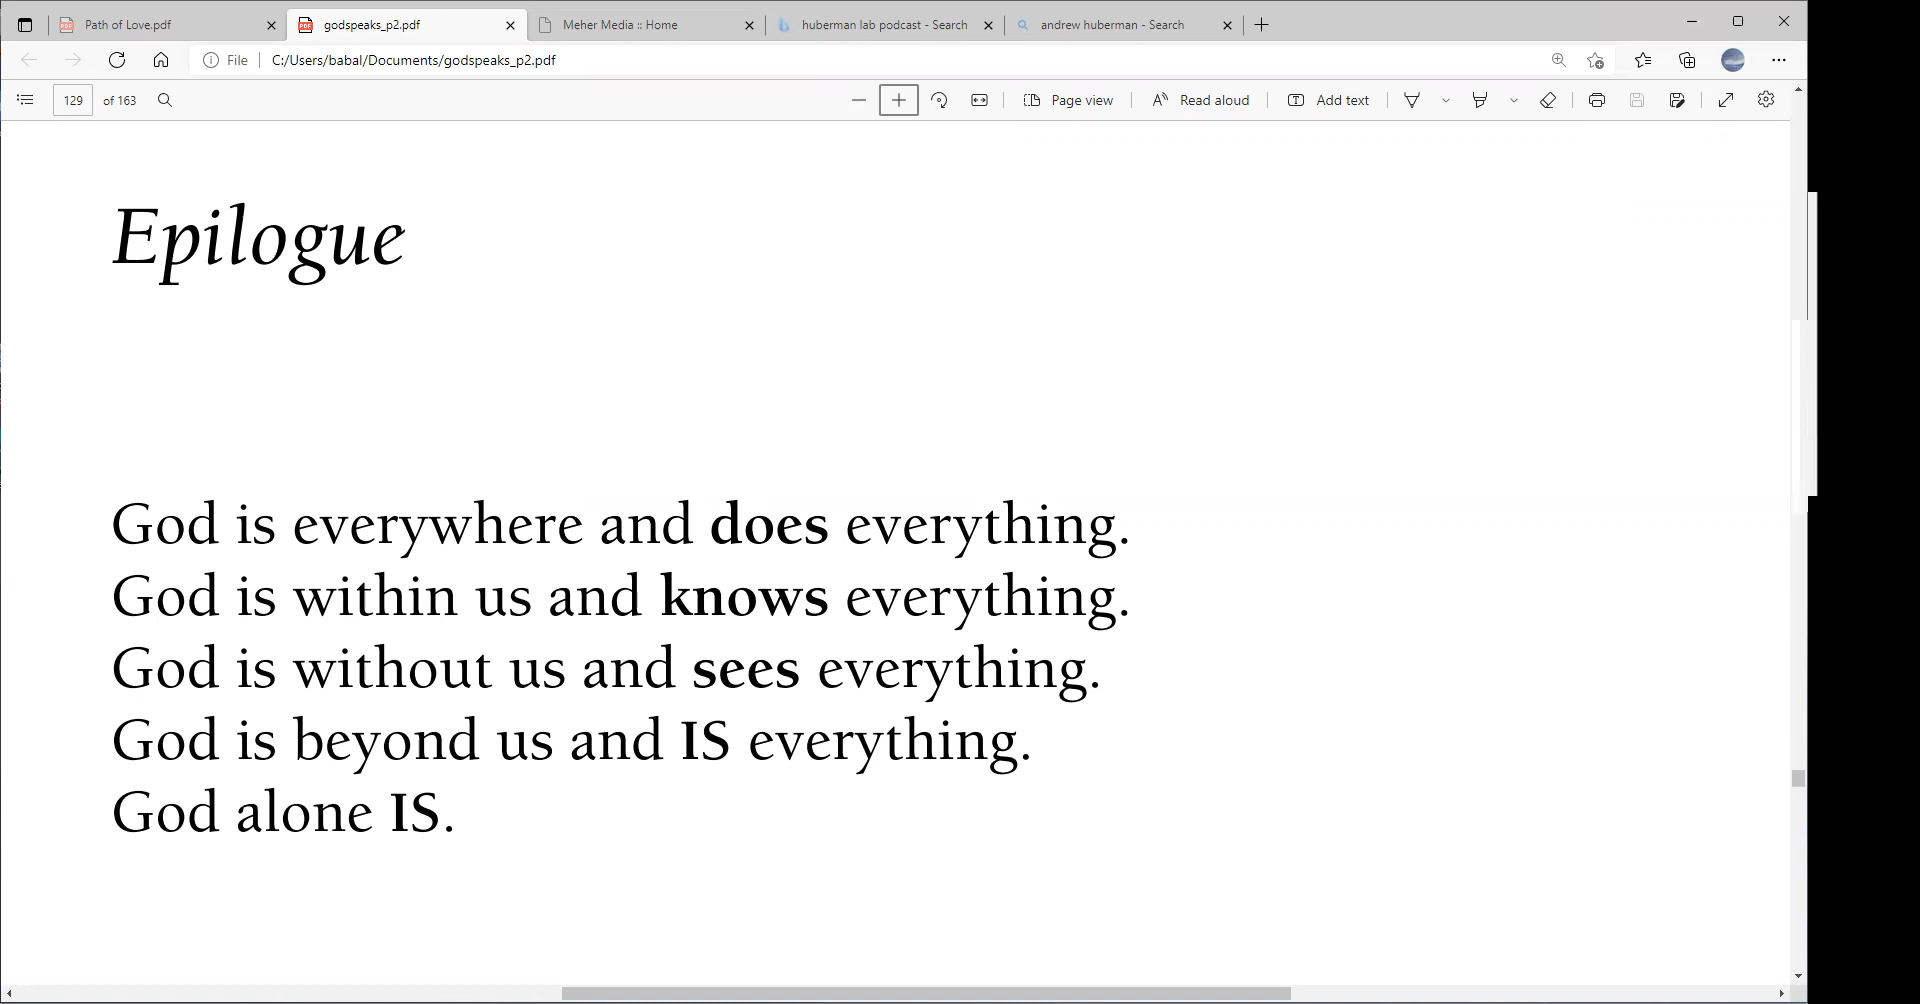 Path of Love.pdf
godspeaks_p2.pdf
Meher Media :: Home
huberman lab podcast - Search
andrew huberman - Search
File
C:/Users/babal/Documents/godspeaks_p2.pdf
129 of 163
Page view
Read aloud
Add text
Epilogue
God is everywhere and does everything.
God is within us and knows everything.
God is without us and sees everything.
God is beyond us and IS everything.
God alone IS.